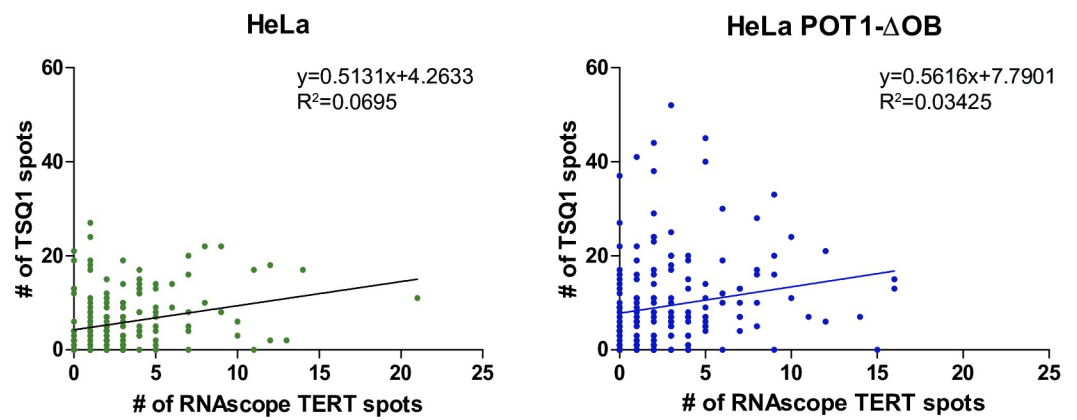 HeLa
y=0.5131x+4.2633
R²=0.0695
60
40
20
0
# of TSQ1 spots
0 5 10 15 20 25
# of RNAscope TERT spots
HeLa POT1-ΔOB
y=0.5616x+7.7901
R²=0.03425
60
40
20
0
# of TSQ1 spots
0 5 10 15 20 25
# of RNAscope TERT spots